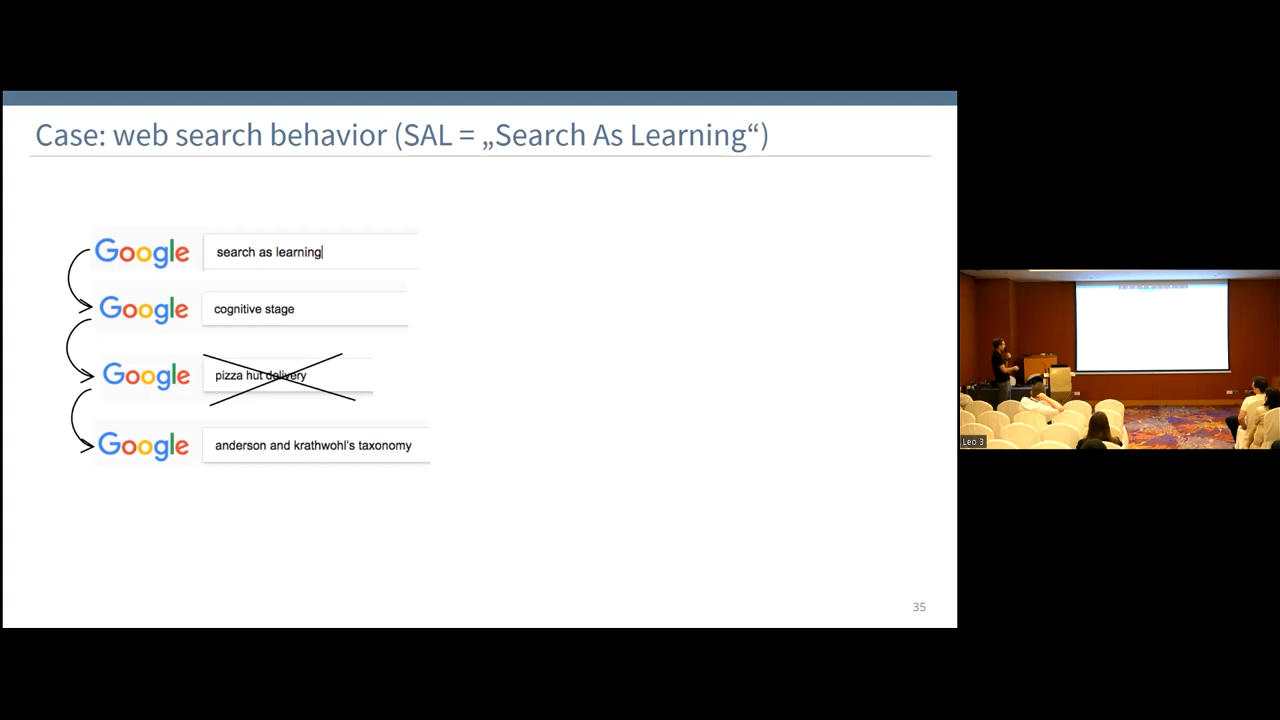 Case: web search behavior (SAL = „Search As Learning“)
Google search as learning
Google cognitive stage
Google pizza hut delivery
Google anderson and krathwohl's taxonomy
35
Leo 3